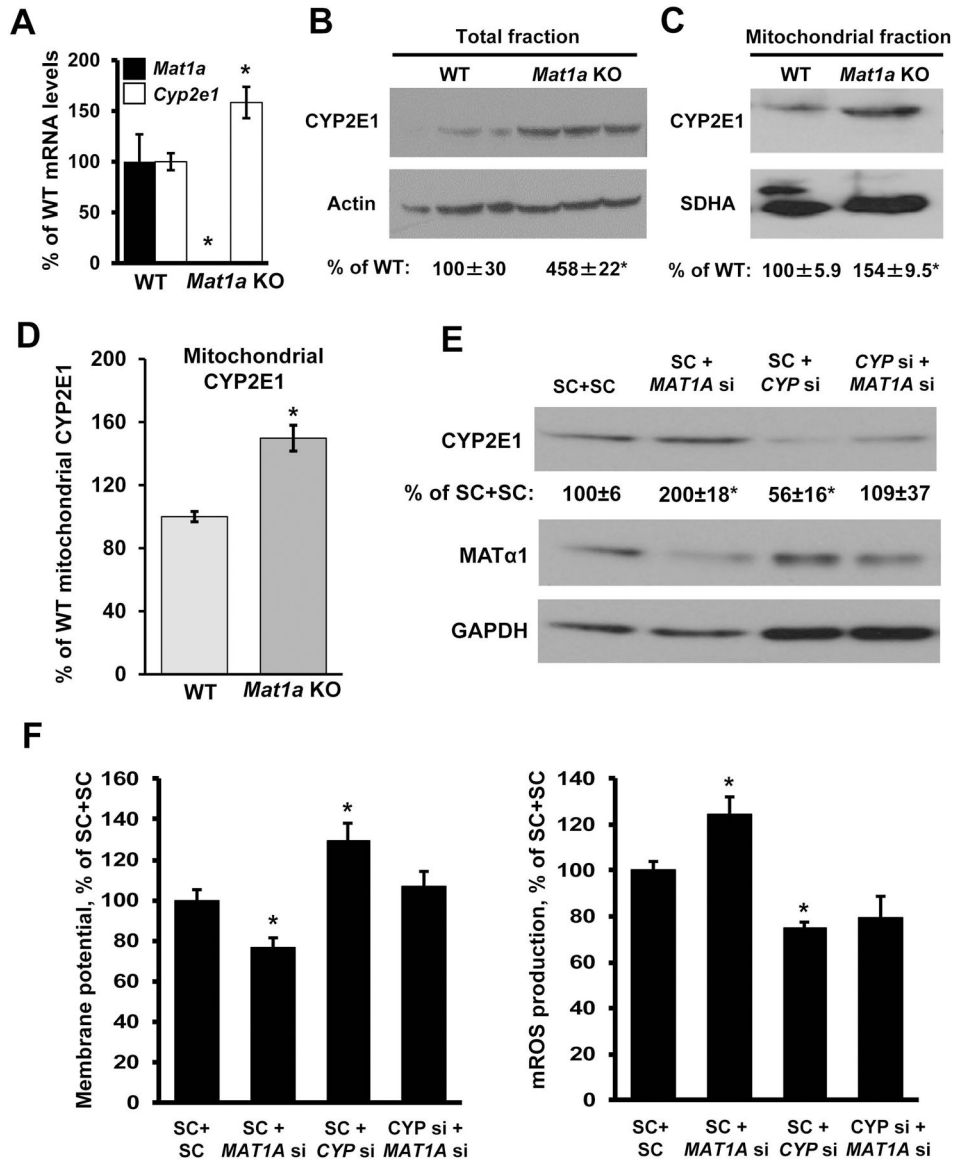 A
% of WT mRNA levels
200
150
100
50
0
Mat1a
Cyp2e1
*
*
WT
Mat1a KO
B
Total fraction
WT
Mat1a KO
CYP2E1
Actin
% of WT: 100±30 458±22*
C
Mitochondrial fraction
WT
Mat1a KO
CYP2E1
SDHA
% of WT: 100±5.9 154±9.5*
D
% of WT mitochondrial CYP2E1
200
160
120
80
40
0
Mitochondrial
CYP2E1
*
WT
Mat1a KO
E
SC+SC
SC +
MAT1A si
SC +
CYP si
CYP si +
MAT1A si
CYP2E1
% of SC+SC: 100±6 200±18* 56±16* 109±37
MATα1
GAPDH
F
Membrane potential, % of SC+SC
160
140
120
100
80
60
40
20
0
*
*
SC+
SC
SC +
MAT1A si
SC +
CYP si
CYP si +
MAT1A si
mROS production, % of SC+SC
140
120
100
80
60
40
20
0
*
*
SC+
SC
SC +
MAT1A si
SC +
CYP si
CYP si +
MAT1A si